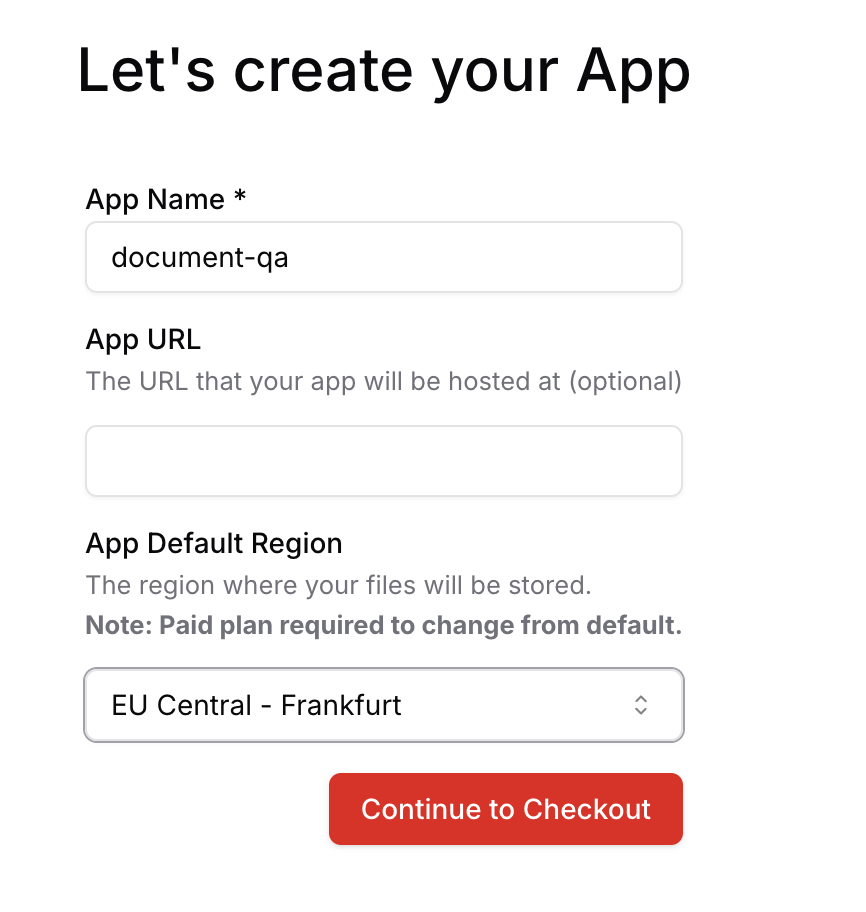 Let's create your App
App Name *
document-qa
App URL
The URL that your app will be hosted at (optional)
App Default Region
The region where your files will be stored.
Note: Paid plan required to change from default.
EU Central - Frankfurt
Continue to Checkout